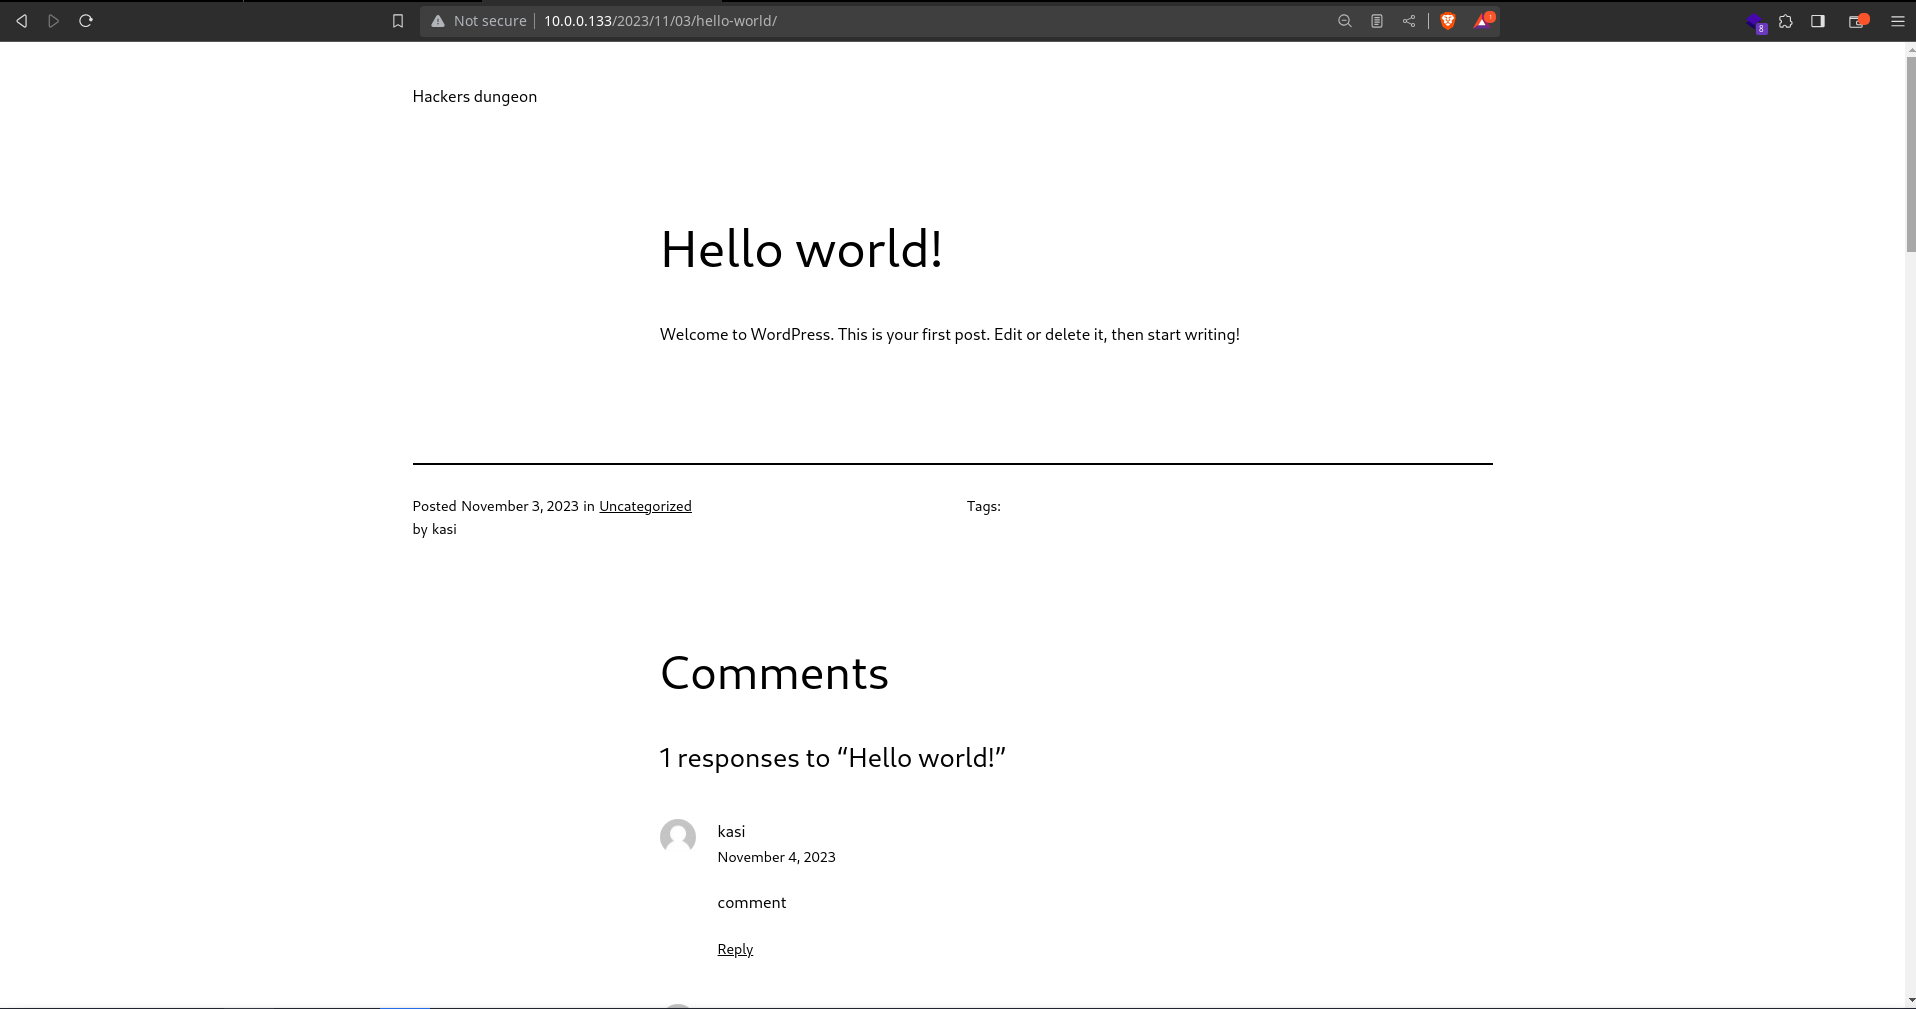 Not secure | 10.0.0.133/2023/11/03/hello-world/
1
8
Hackers dungeon
Hello world!
Welcome to WordPress. This is your first post. Edit or delete it, then start writing!
Posted November 3, 2023 in Uncategorized
by kasi
Tags:
Comments
1 responses to “Hello world!”
kasi
November 4, 2023
comment
Reply